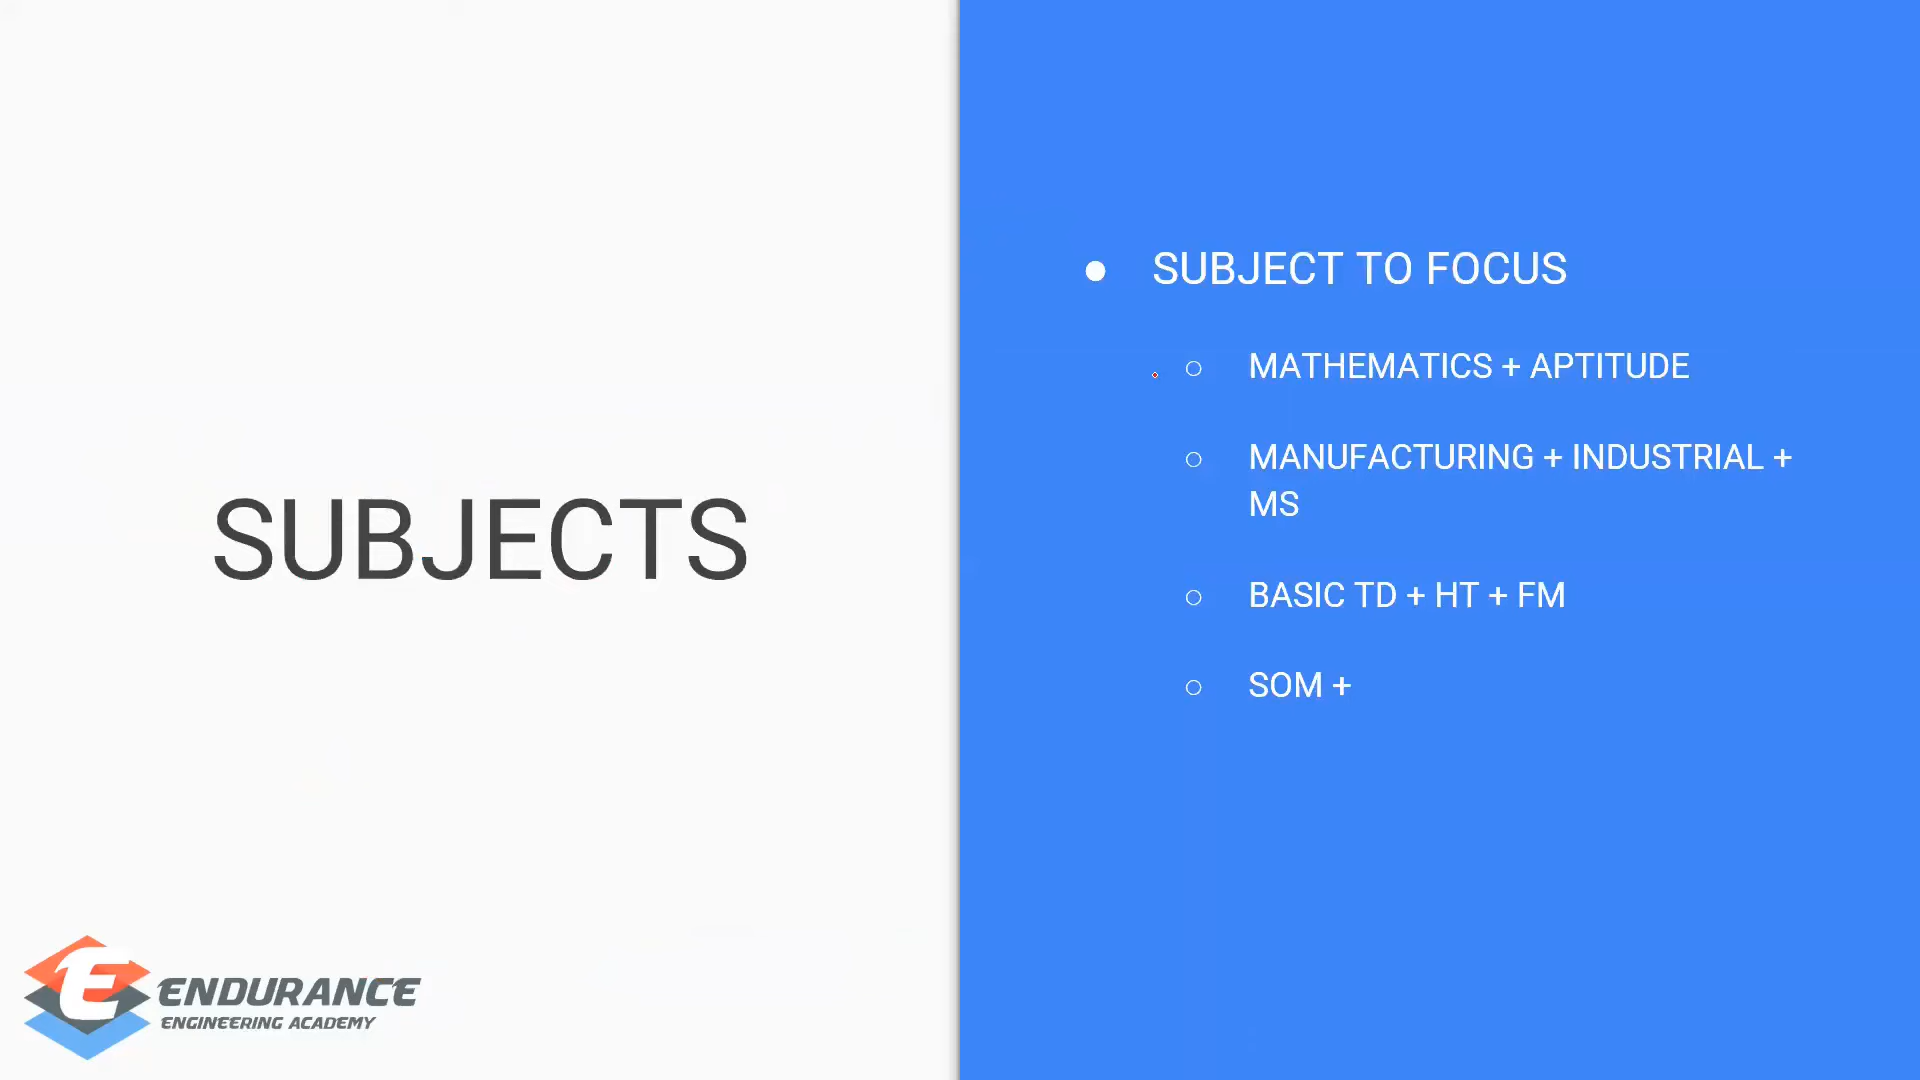 SUBJECTS
SUBJECT TO FOCUS
MATHEMATICS + APTITUDE
MANUFACTURING + INDUSTRIAL +
MS
BASIC TD + HT + FM
SOM +
E
ENDURANCE
ENGINEERING ACADEMY